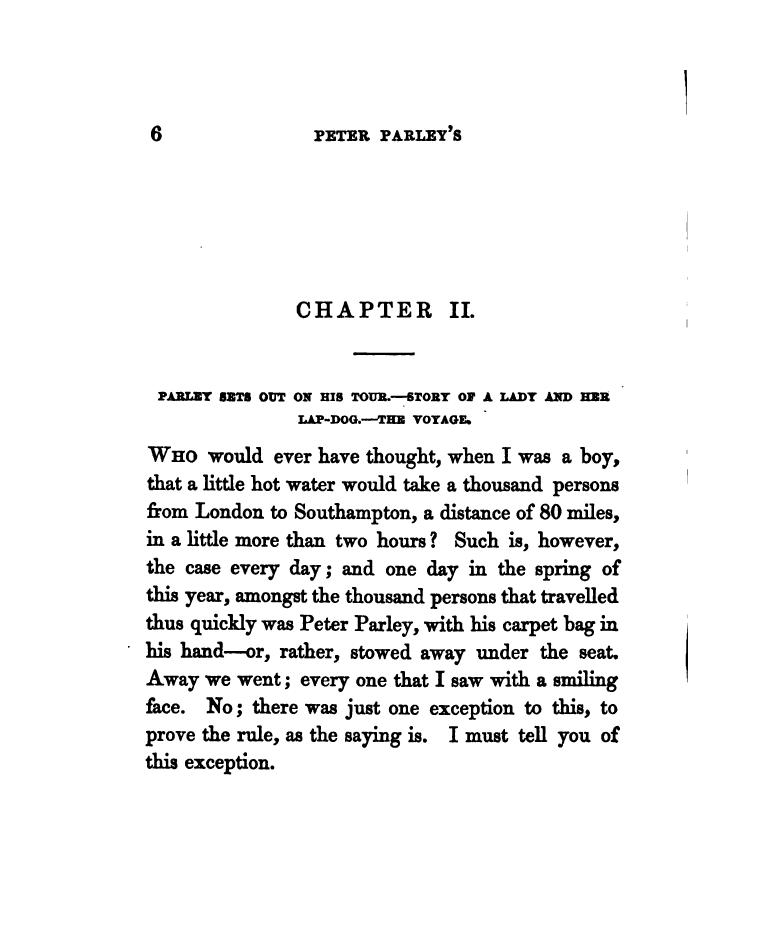 6 PETER PARLEY'S
CHAPTER II.
PARLEY SETS OUT ON HIS TOUR.—STORY OF A LADY AND HER
LAP-DOG.—THE VOYAGE.
WHO would ever have thought, when I was a boy,
that a little hot water would take a thousand persons
from London to Southampton, a distance of 80 miles,
in a little more than two hours? Such is, however,
the case every day; and one day in the spring of
this year, amongst the thousand persons that travelled
thus quickly was Peter Parley, with his carpet bag in
his hand—or, rather, stowed away under the seat.
Away we went; every one that I saw with a smiling
face. No; there was just one exception to this, to
prove the rule, as the saying is. I must tell you of
this exception.